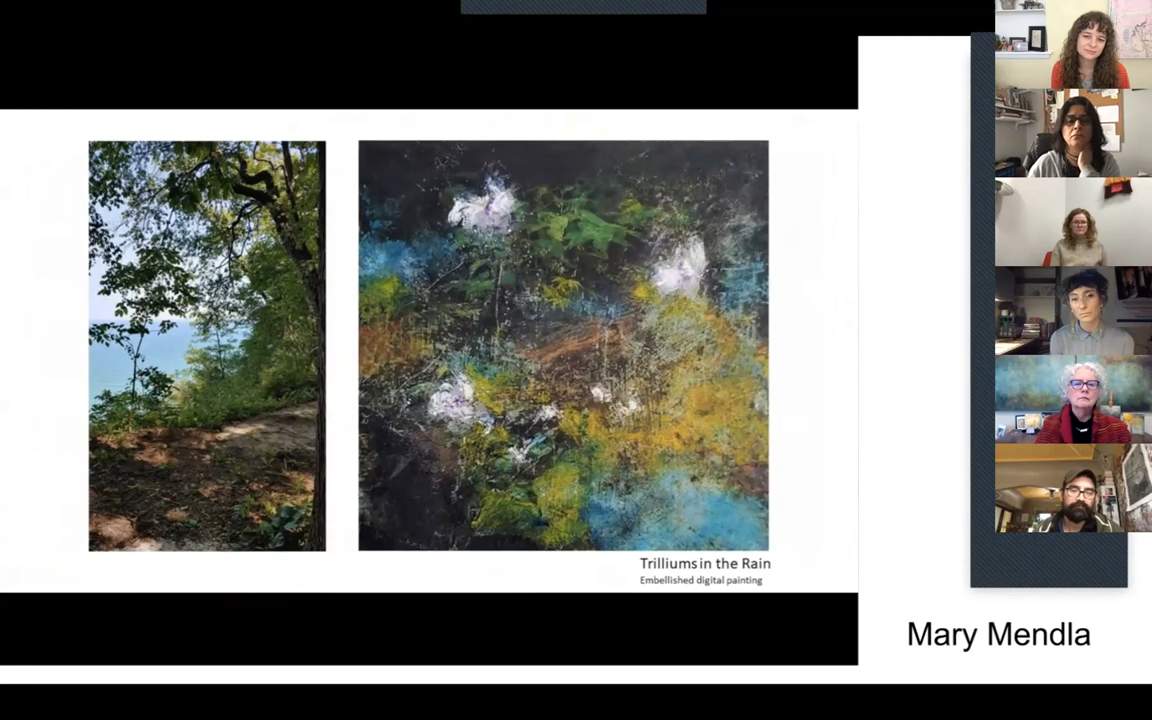 Trilliums in the Rain
Embellished digital painting
Mary Mendla